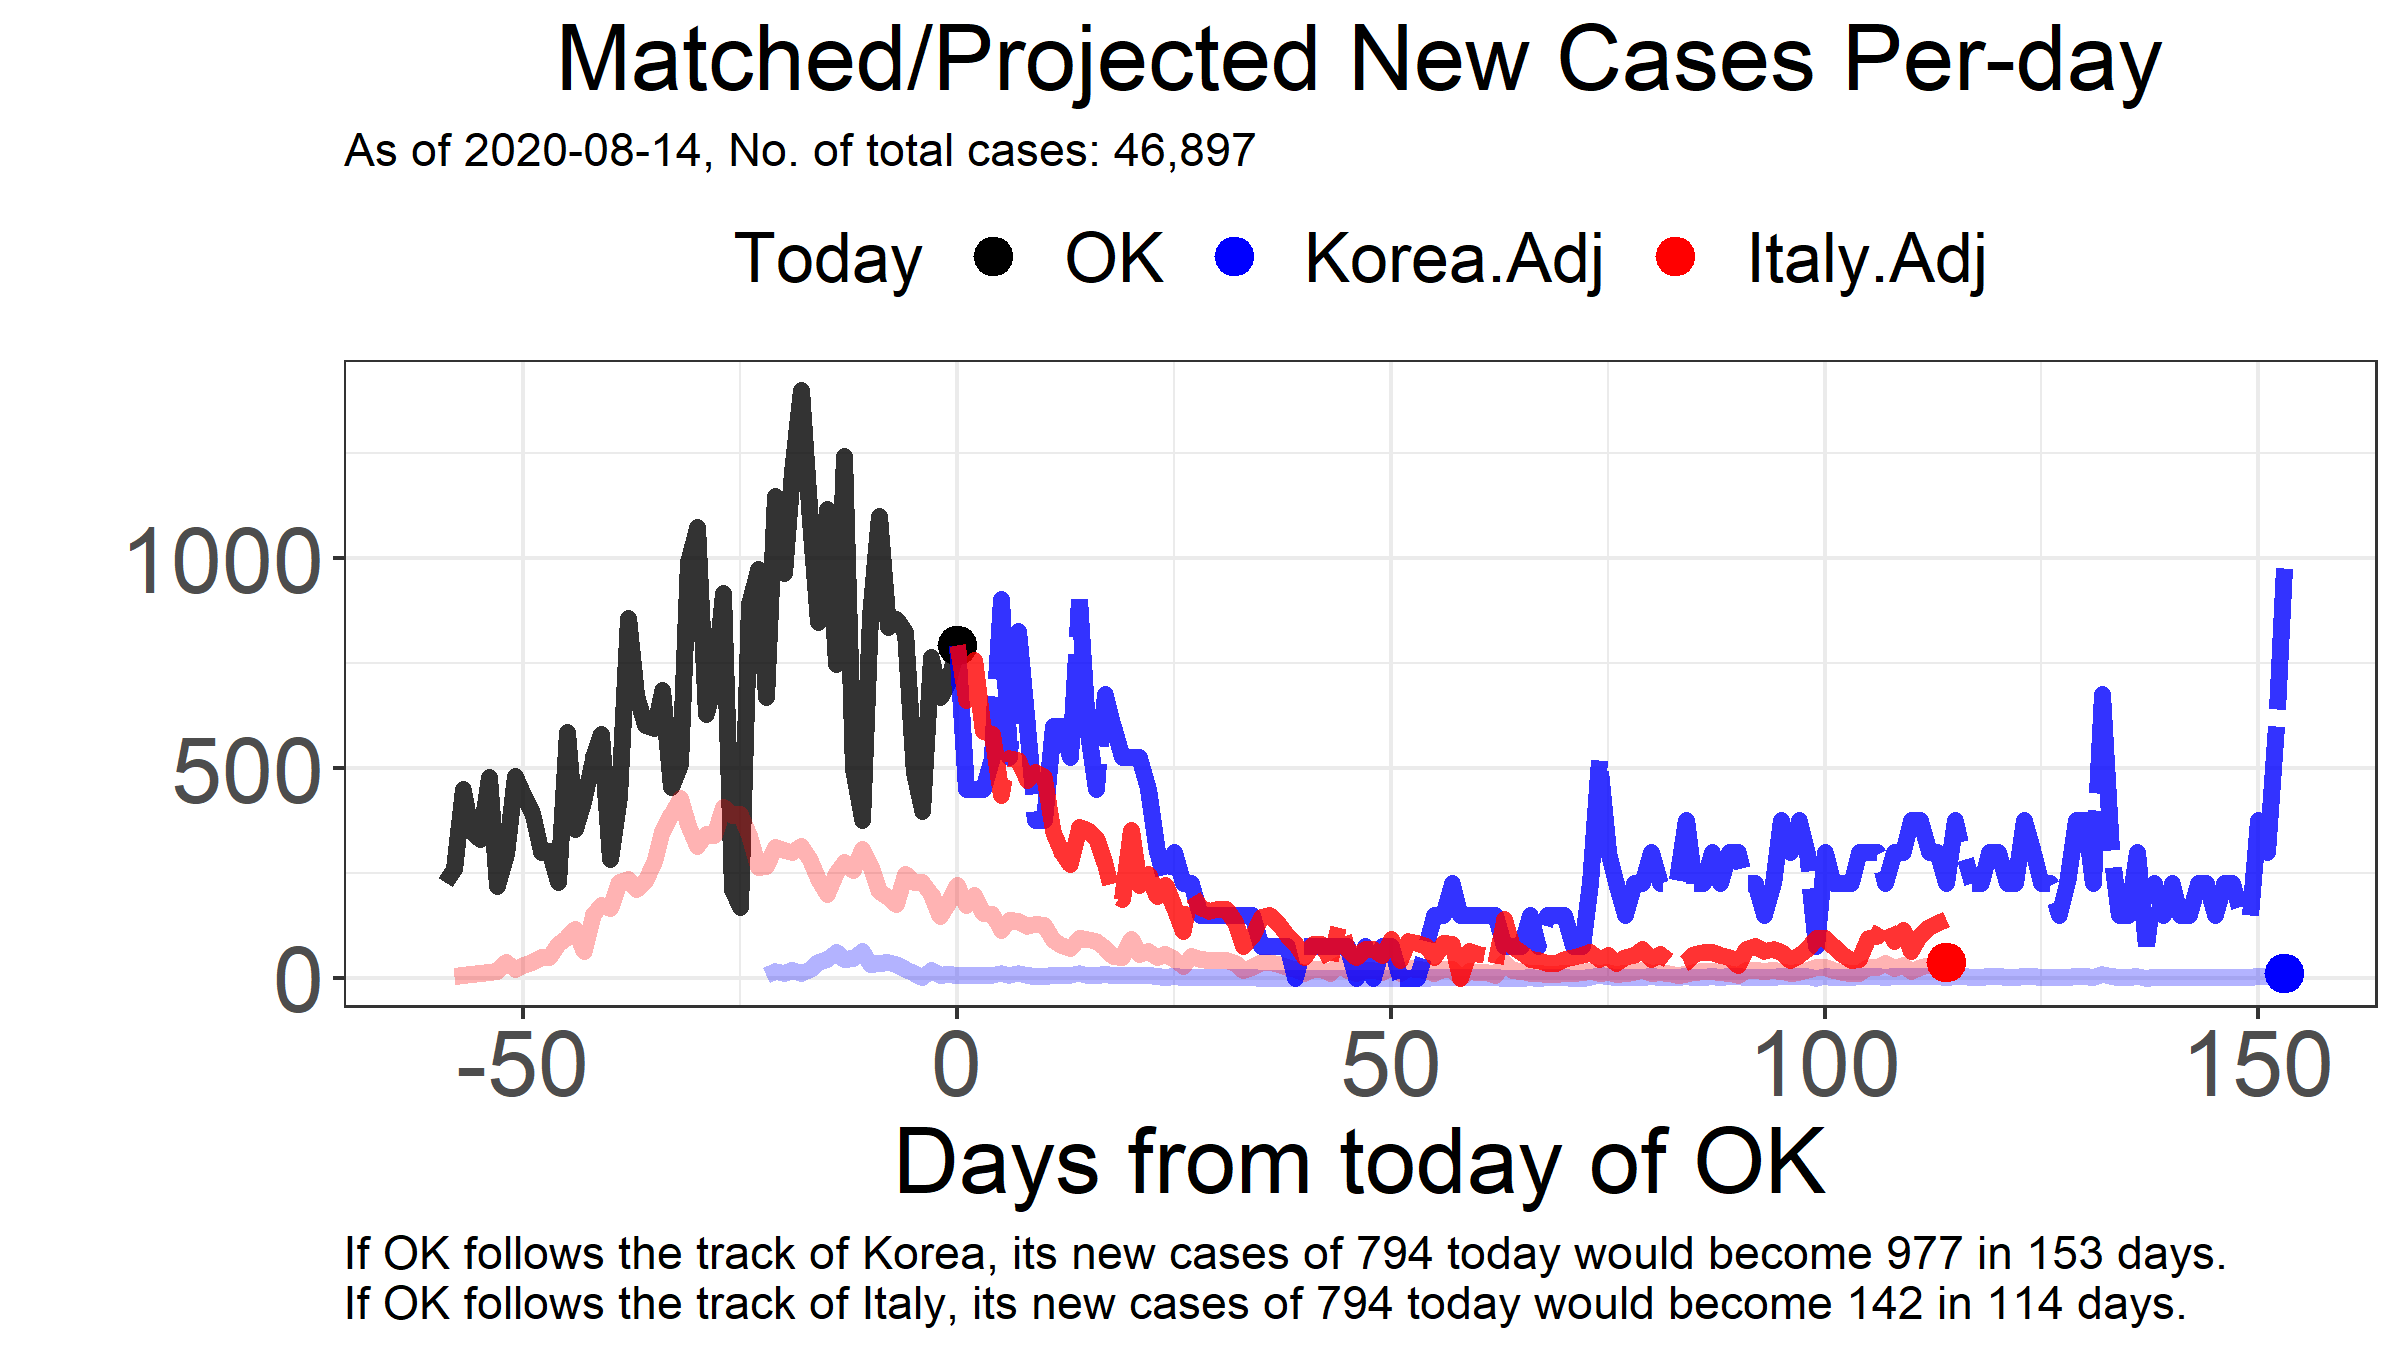 Matched/Projected New Cases Per-day
As of 2020-08-14, No. of total cases: 46,897
Today OK Korea.Adj Italy.Adj
1000
500
0
-50 0 50 100 150
Days from today of OK
If OK follows the track of Korea, its new cases of 794 today would become 977 in 153 days.
If OK follows the track of Italy, its new cases of 794 today would become 142 in 114 days.